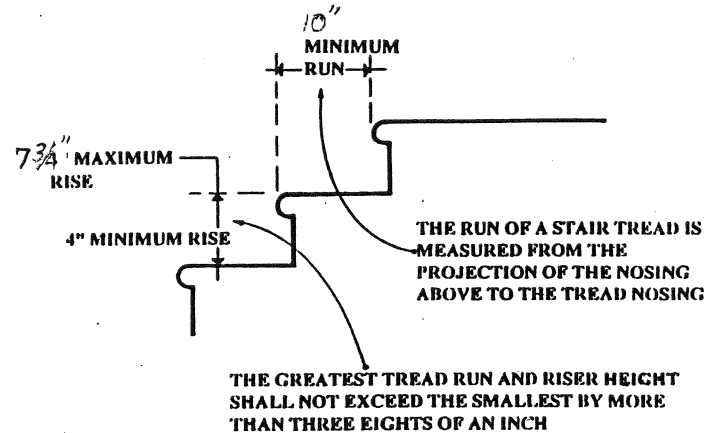 10"
MINIMUM
RUN
7 3/4" MAXIMUM
RISE
4" MINIMUM RISE
THE RUN OF A STAIR TREAD IS
MEASURED FROM THE
PROJECTION OF THE NOSING
ABOVE TO THE TREAD NOSING
THE GREATEST TREAD RUN AND RISER HEIGHT
SHALL NOT EXCEED THE SMALLEST BY MORE
THAN THREE EIGHTS OF AN INCH